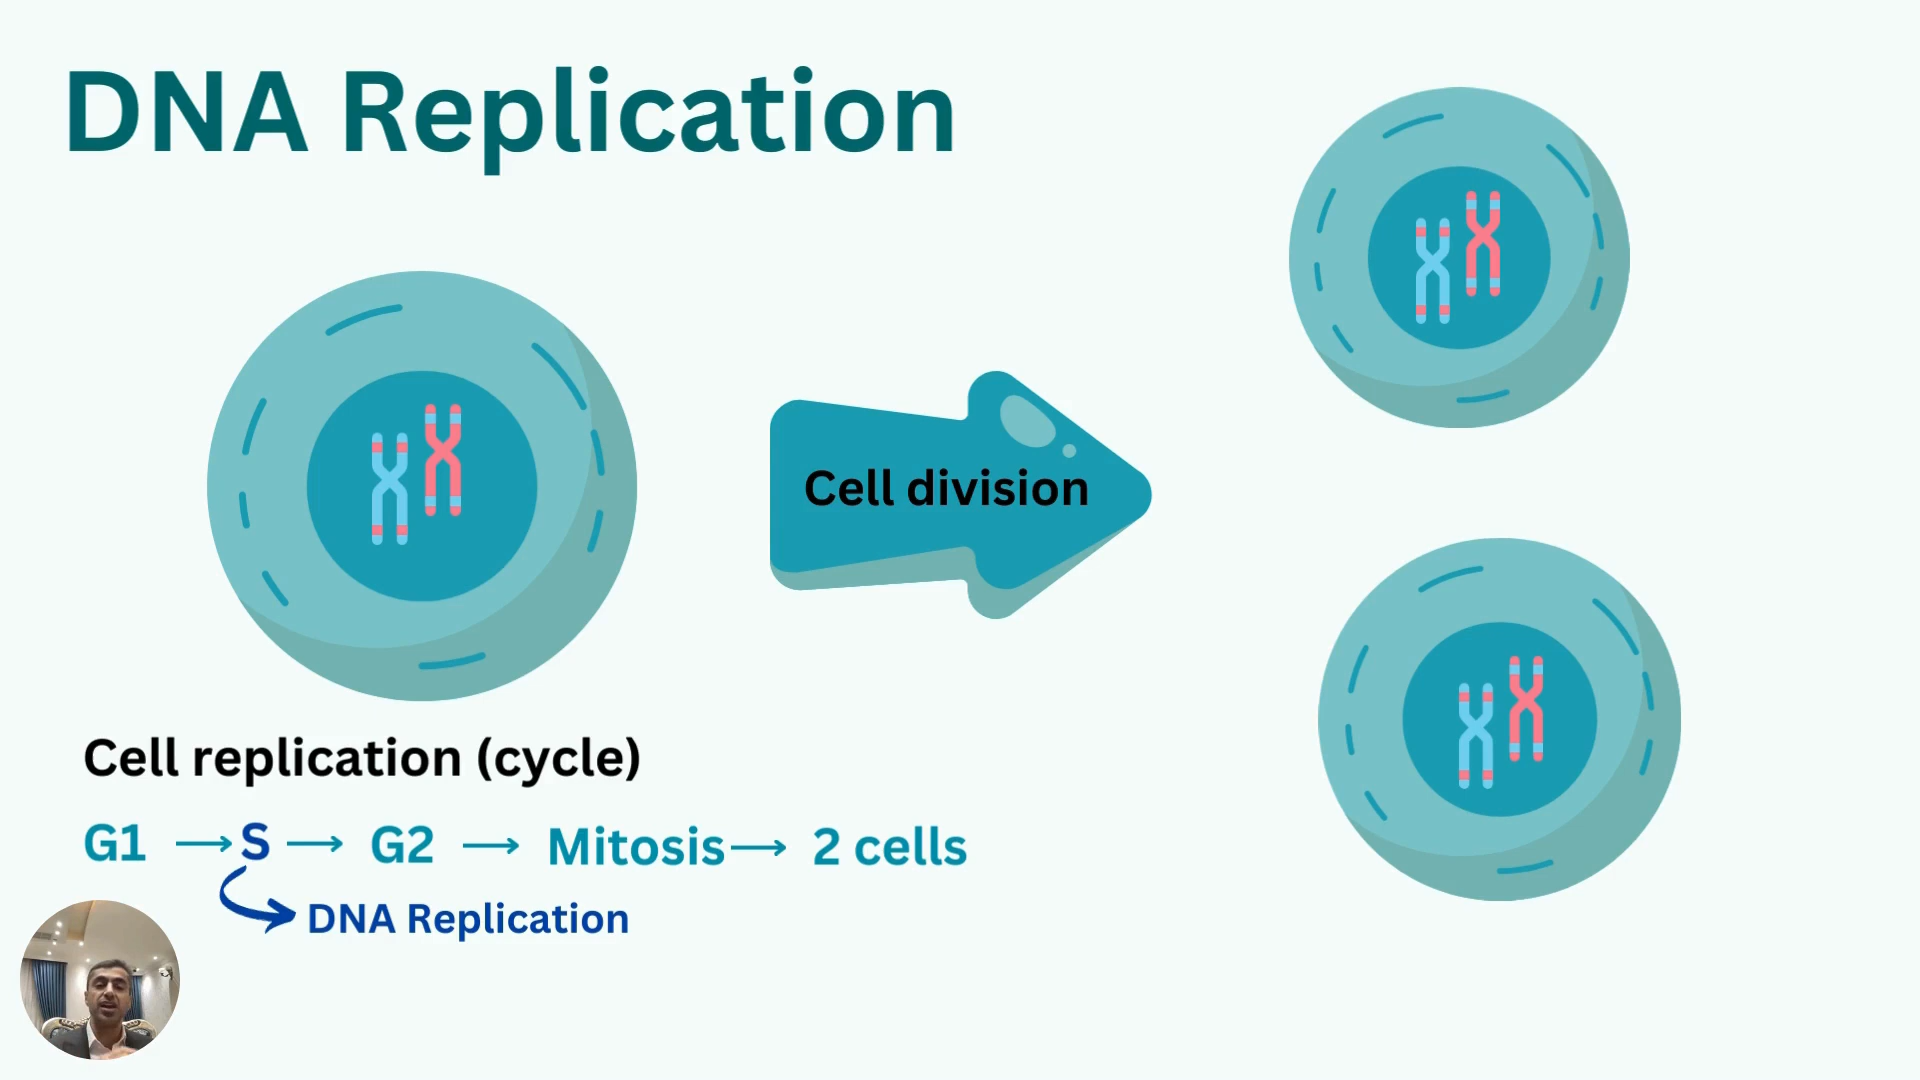 DNA Replication
Cell division
Cell replication (cycle)
G1 → S → G2 → Mitosis → 2 cells
DNA Replication